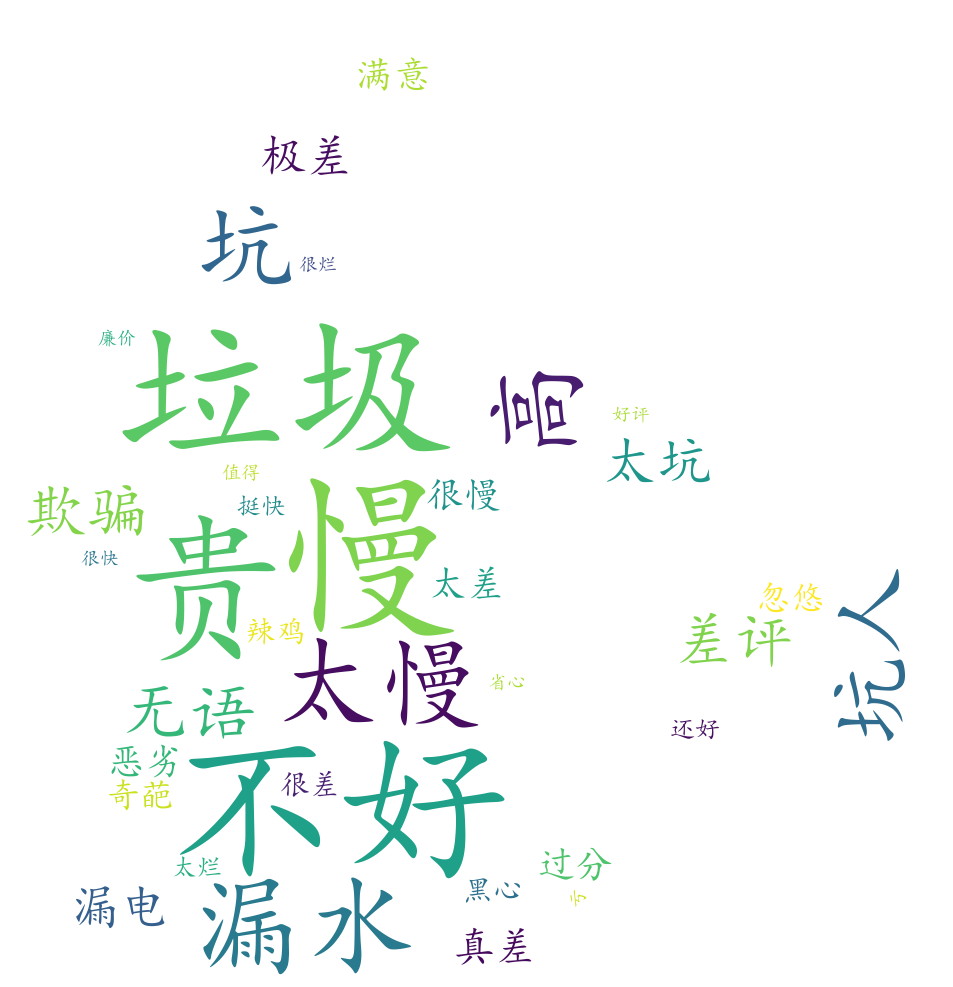 满意
极差
坑
很烂
廉价
垃圾
高
好评
太坑
值得
欺骗
挺快
很慢
贵
慢
很快
太差
忽悠
辣鸡
差评
坑人
太慢
无语
省心
还好
恶劣
不好
很差
奇葩
太烂
过分
漏电
漏水
黑心
真差